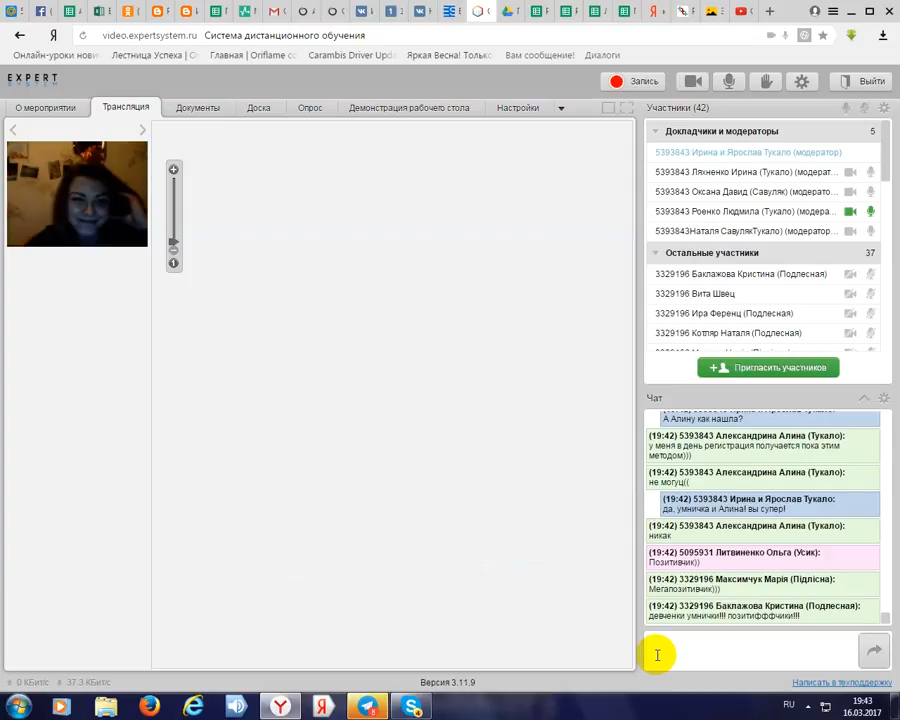 video.expertsystem.ru Система дистанционного обучения
Онлайн-уроки нови
Лестница Успеха | О
Главная | Oriflame co
Carambis Driver Upda
Яркая Весна! Только
Вам сообщение!
Диалоги
EXPERT
SYSTEM
Запись
Выйти
О мероприятии
Трансляция
Документы
Доска
Опрос
Демонстрация рабочего стола
Настройки
Участники (42)
Докладчики и модераторы 5
5393843 Ирина и Ярослав Тукало (модератор)
5393843 Ляхненко Ирина (Тукало) (модерат...
5393843 Оксана Давид (Савуляк) (модерато...
5393843 Роенко Людмила (Тукало) (модера...
5393843Наталя СавулякТукало) (модератор...
Остальные участники 37
3329196 Баклажова Кристина (Подлесная)
3329196 Вита Швец
3329196 Ира Ференц (Подлесная)
3329196 Котляр Наталя (Подлесная)
Пригласить участников
Чат
А Алину как нашла?
(19:42) 5393843 Александрина Алина (Тукало):
у меня в день регистрация получается пока этим
методом)))
(19:42) 5393843 Александрина Алина (Тукало):
не могуц((
(19:42) 5393843 Ирина и Ярослав Тукало:
да, умничка и Алина! вы супер!
(19:42) 5393843 Александрина Алина (Тукало):
никак
(19:42) 5095931 Литвиненко Ольга (Усик):
Позитивчик))
(19:42) 3329196 Максимчук Марія (Підлісна):
Мегапозитивчик)))
(19:42) 3329196 Баклажова Кристина (Подлесная):
девченки умнички!!! позитифффчики!!!
0 КБит/с
37.3 КБит/с
Версия 3.11.9
Написать в техподдержку
RU
19:43
16.03.2017